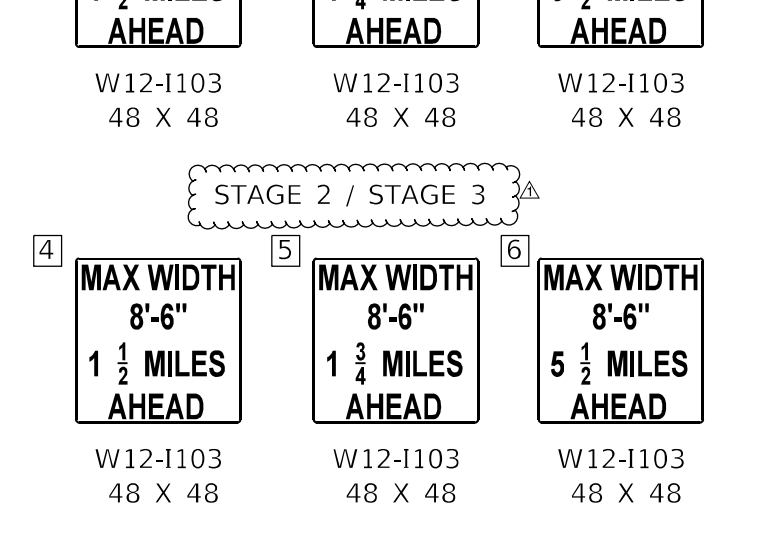 AHEAD
W12-I103
48 X 48
AHEAD
W12-I103
48 X 48
AHEAD
W12-I103
48 X 48
STAGE 2 / STAGE 3
1
4
MAX WIDTH
8'-6"
1 1/2 MILES
AHEAD
W12-I103
48 X 48
5
MAX WIDTH
8'-6"
1 3/4 MILES
AHEAD
W12-I103
48 X 48
6
MAX WIDTH
8'-6"
5 1/2 MILES
AHEAD
W12-I103
48 X 48